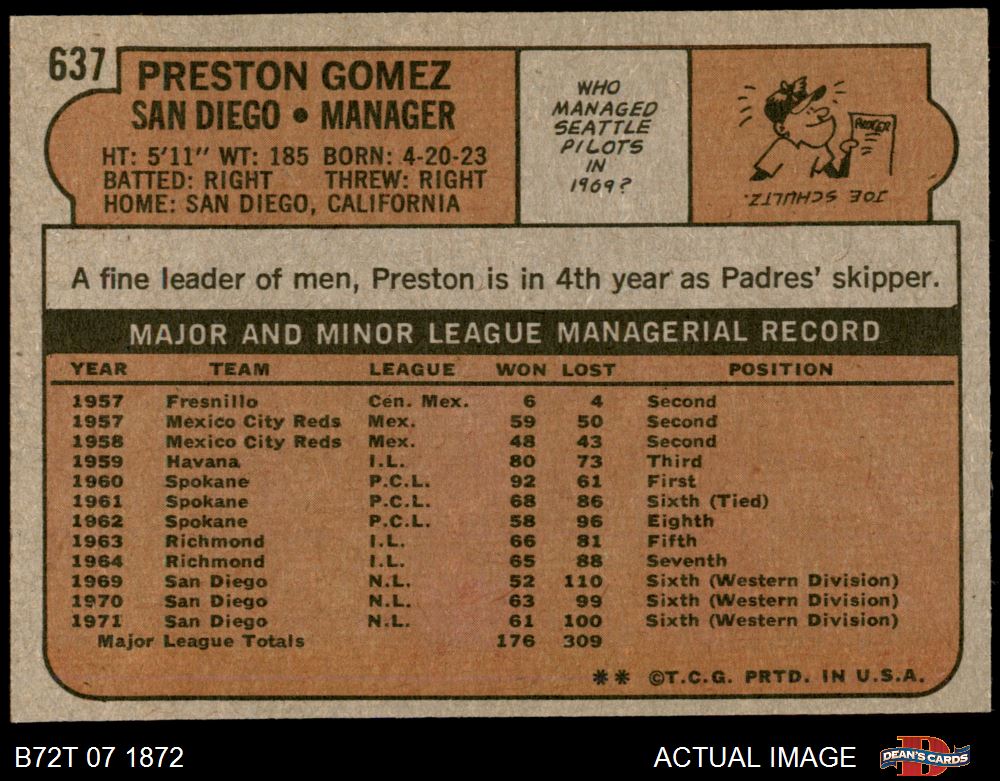 637
PRESTON GOMEZ
SAN DIEGO • MANAGER
HT: 5'11" WT: 185 BORN: 4-20-23
BATTED: RIGHT THREW: RIGHT
HOME: SAN DIEGO, CALIFORNIA
WHO
MANAGED
SEATTLE
PILOTS
IN
1969?
JOE SCHULTZ.
A fine leader of men, Preston is in 4th year as Padres' skipper.
MAJOR AND MINOR LEAGUE MANAGERIAL RECORD
YEAR TEAM LEAGUE WON LOST POSITION
1957 Fresnillo Cen. Mex. 6 4 Second
1957 Mexico City Reds Mex. 59 50 Second
1958 Mexico City Reds Mex. 48 43 Second
1959 Havana I.L. 80 73 Third
1960 Spokane P.C.L. 92 61 First
1961 Spokane P.C.L. 68 86 Sixth (Tied)
1962 Spokane P.C.L. 58 96 Eighth
1963 Richmond I.L. 66 81 Fifth
1964 Richmond I.L. 65 88 Seventh
1969 San Diego N.L. 52 110 Sixth (Western Division)
1970 San Diego N.L. 63 99 Sixth (Western Division)
1971 San Diego N.L. 61 100 Sixth (Western Division)
Major League Totals 176 309
** ©T.C.G. PRTD. IN U.S.A.
B72T 07 1872
ACTUAL IMAGE
DEAN'S CARDS